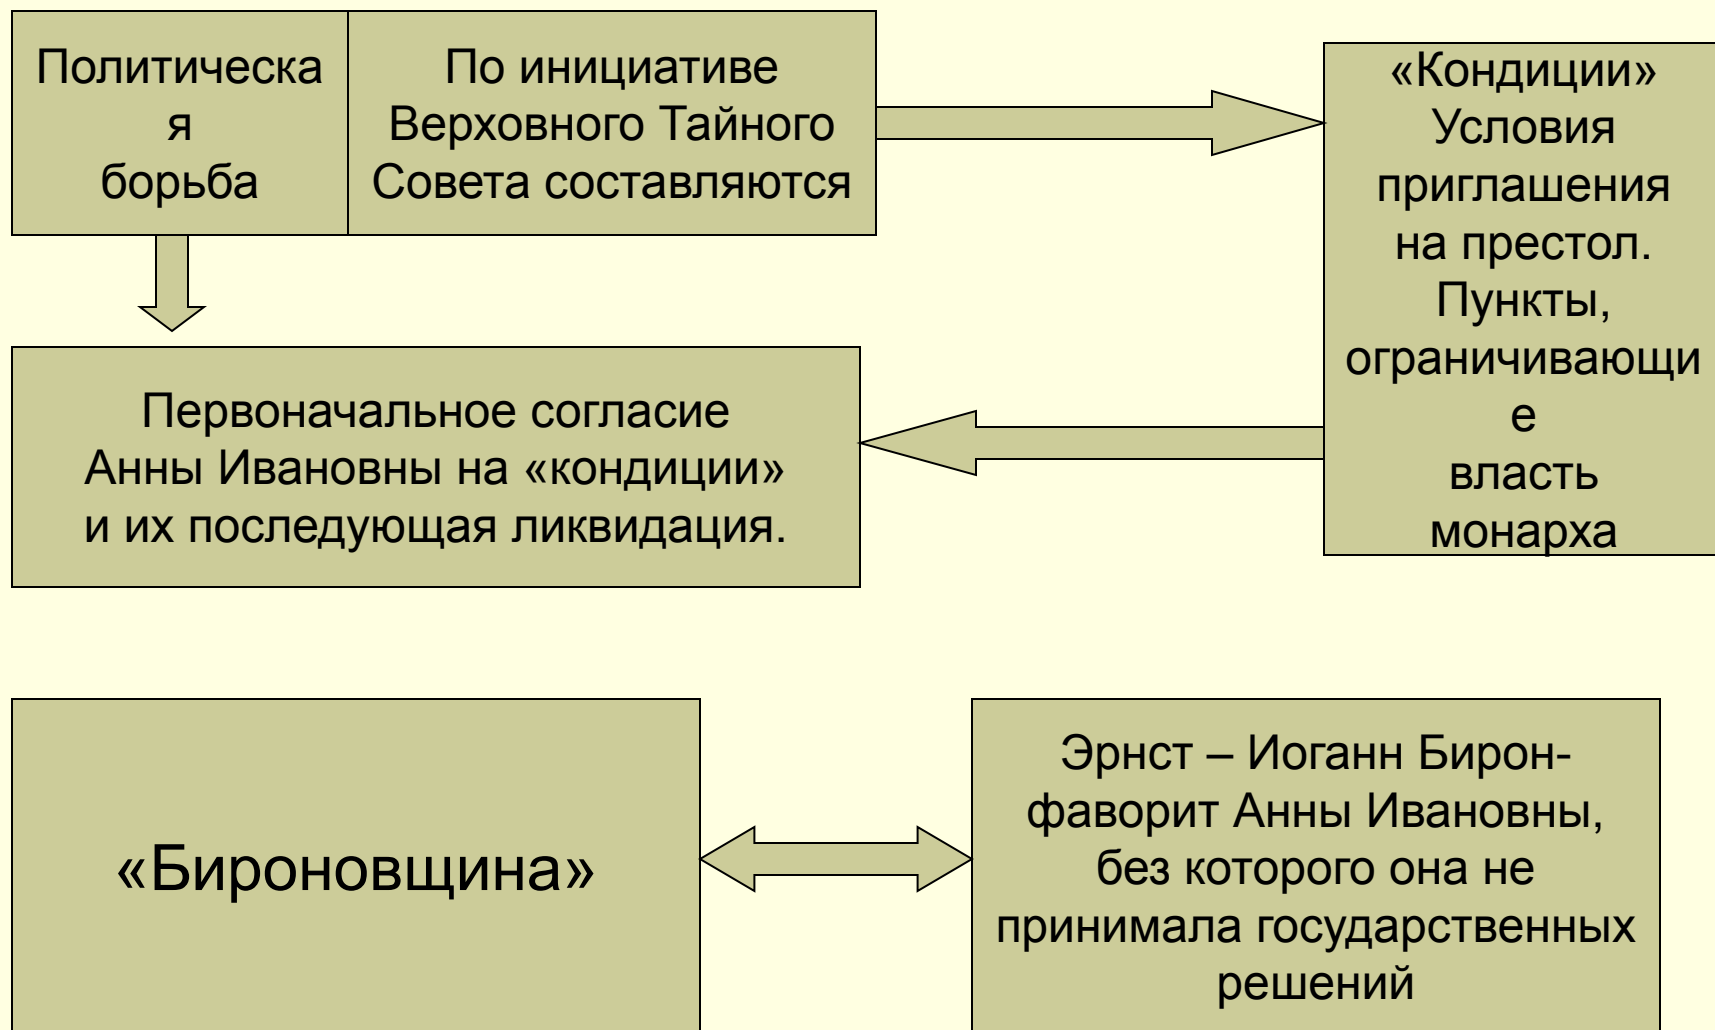 Политическа
я
борьба
По инициативе
Верховного Тайного
Совета составляются
«Кондиции»
Условия
приглашения
на престол.
Пункты,
ограничивающи
е
власть
монарха
Первоначальное согласие
Анны Ивановны на «кондиции»
и их последующая ликвидация.
«Бироновщина»
Эрнст – Иоганн Бирон-
фаворит Анны Ивановны,
без которого она не
принимала государственных
решений